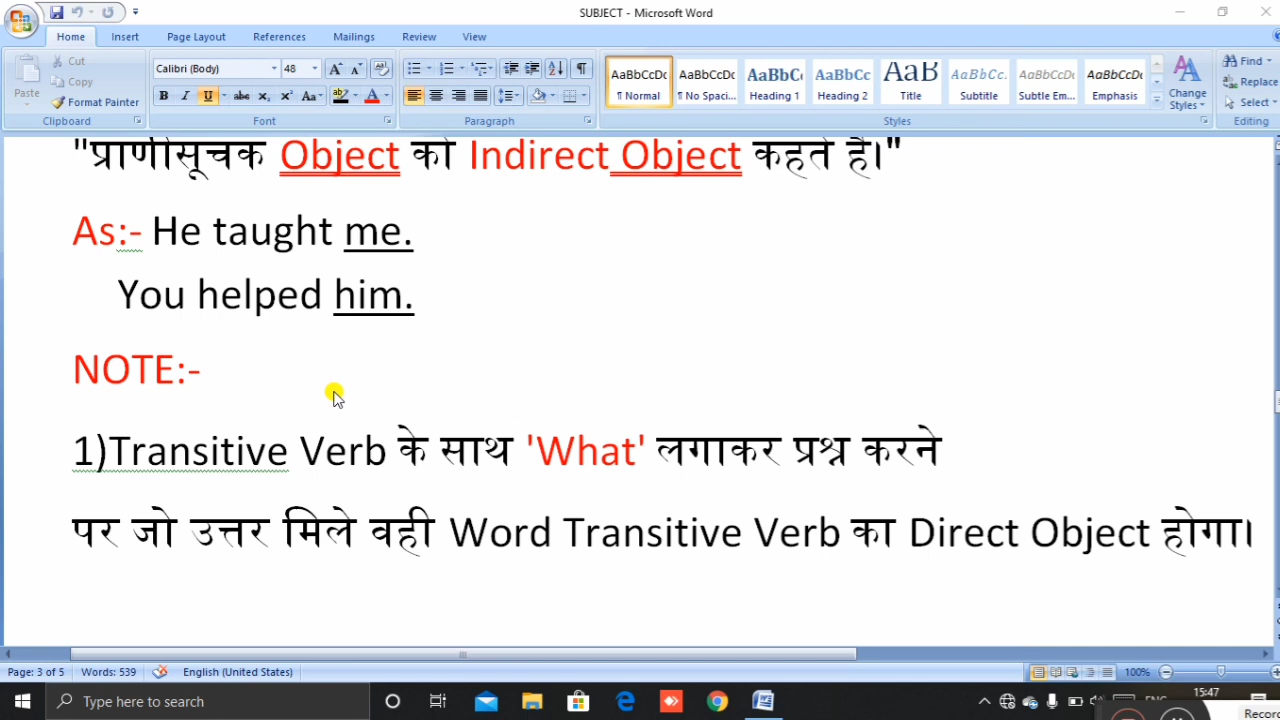 SUBJECT - Microsoft Word
Home Insert Page Layout References Mailings Review View
Cut
Copy
Paste
Format Painter
Calibri (Body) 48
AaBbCcDc AaBbCcDc AaBbCc AaBbCc AaB AaBbCc. AaBbCcDc AaBbCcDc
¶ Normal ¶ No Spaci... Heading 1 Heading 2 Title Subtitle Subtle Em... Emphasis
Change Styles
Find
Replace
Select
Clipboard Font Paragraph Styles Editing
"प्राणीसूचक Object को Indirect Object कहते हैं।"
As:- He taught me.
You helped him.
NOTE:-
1)Transitive Verb के साथ 'What' लगाकर प्रश्न करने
पर जो उत्तर मिले वही Word Transitive Verb का Direct Object होगा।
Page: 3 of 5 Words: 539 English (United States) 100%
Type here to search
ENG
15:47